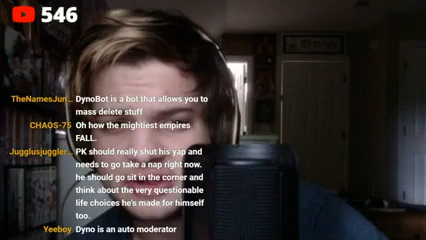 546
TheNamesJun... DynoBot is a bot that allows you to
mass delete stuff
CHAOS-75 Oh how the mightiest empires
FALL.
Jugglusjuggler... PK should really shut his yap and
needs to go take a nap right now.
he should go sit in the corner and
think about the very questionable
life choices he's made for himself
too.
Yeeboy Dyno is an auto moderator